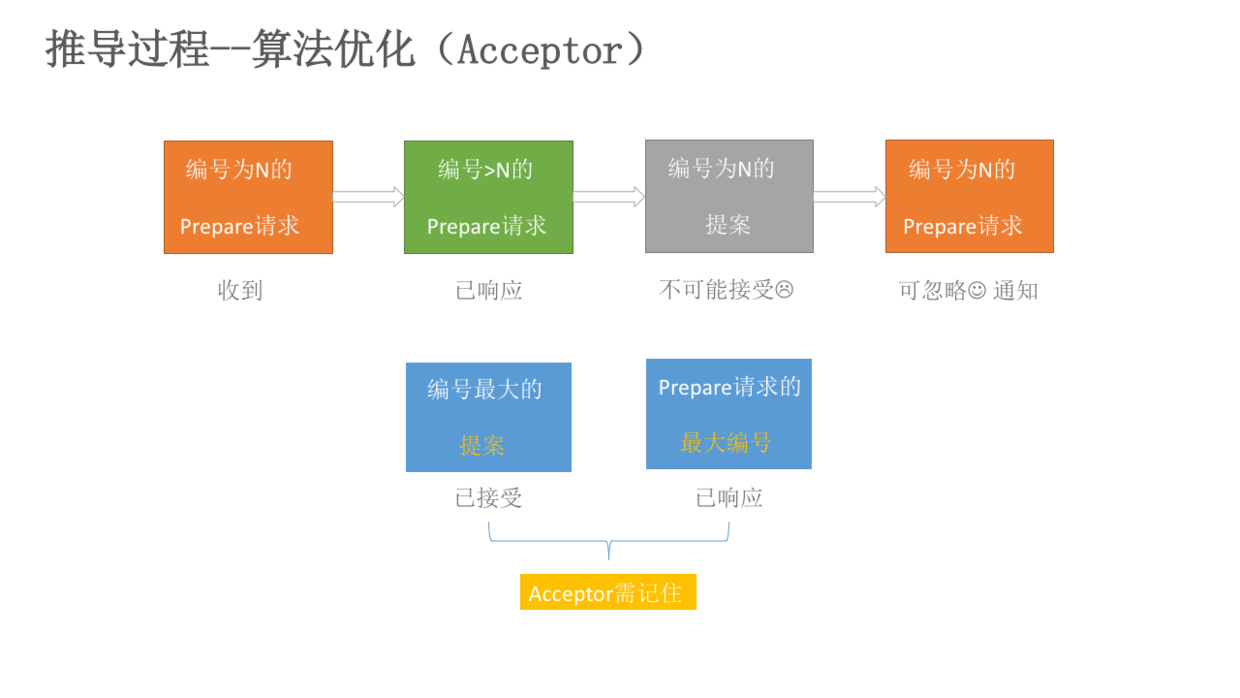 推导过程--算法优化（Acceptor）
编号为N的
Prepare请求
收到
编号>N的
Prepare请求
已响应
编号为N的
提案
不可能接受☹
编号为N的
Prepare请求
可忽略☺ 通知
编号最大的
提案
已接受
Prepare请求的
最大编号
已响应
Acceptor需记住